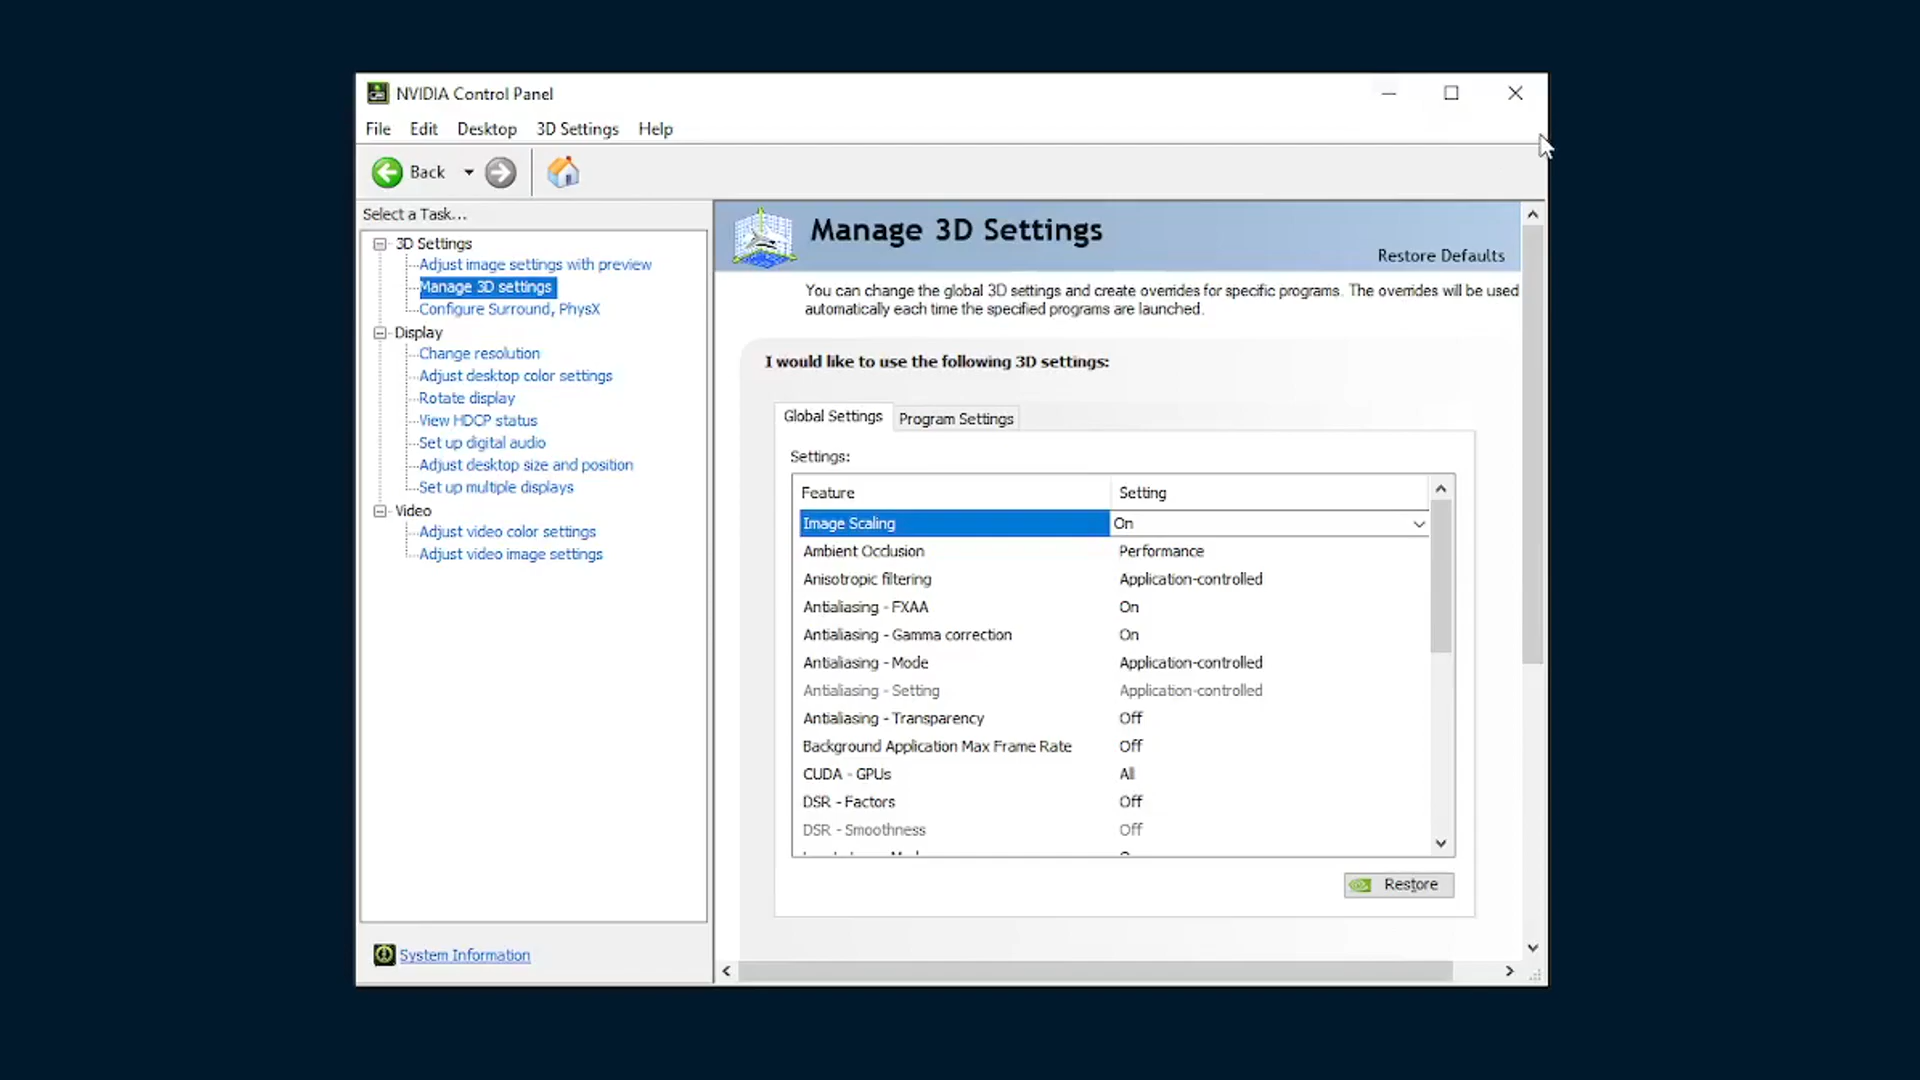 NVIDIA Control Panel
File Edit Desktop 3D Settings Help
Back
Select a Task...
3D Settings
Adjust image settings with preview
Manage 3D settings
Configure Surround, PhysX
Display
Change resolution
Adjust desktop color settings
Rotate display
View HDCP status
Set up digital audio
Adjust desktop size and position
Set up multiple displays
Video
Adjust video color settings
Adjust video image settings
System Information
Manage 3D Settings
Restore Defaults
You can change the global 3D settings and create overrides for specific programs. The overrides will be used
automatically each time the specified programs are launched.
I would like to use the following 3D settings:
Global Settings Program Settings
Settings:
Feature Setting
Image Scaling On
Ambient Occlusion Performance
Anisotropic filtering Application-controlled
Antialiasing - FXAA On
Antialiasing - Gamma correction On
Antialiasing - Mode Application-controlled
Antialiasing - Setting Application-controlled
Antialiasing - Transparency Off
Background Application Max Frame Rate Off
CUDA - GPUs All
DSR - Factors Off
DSR - Smoothness Off
Restore